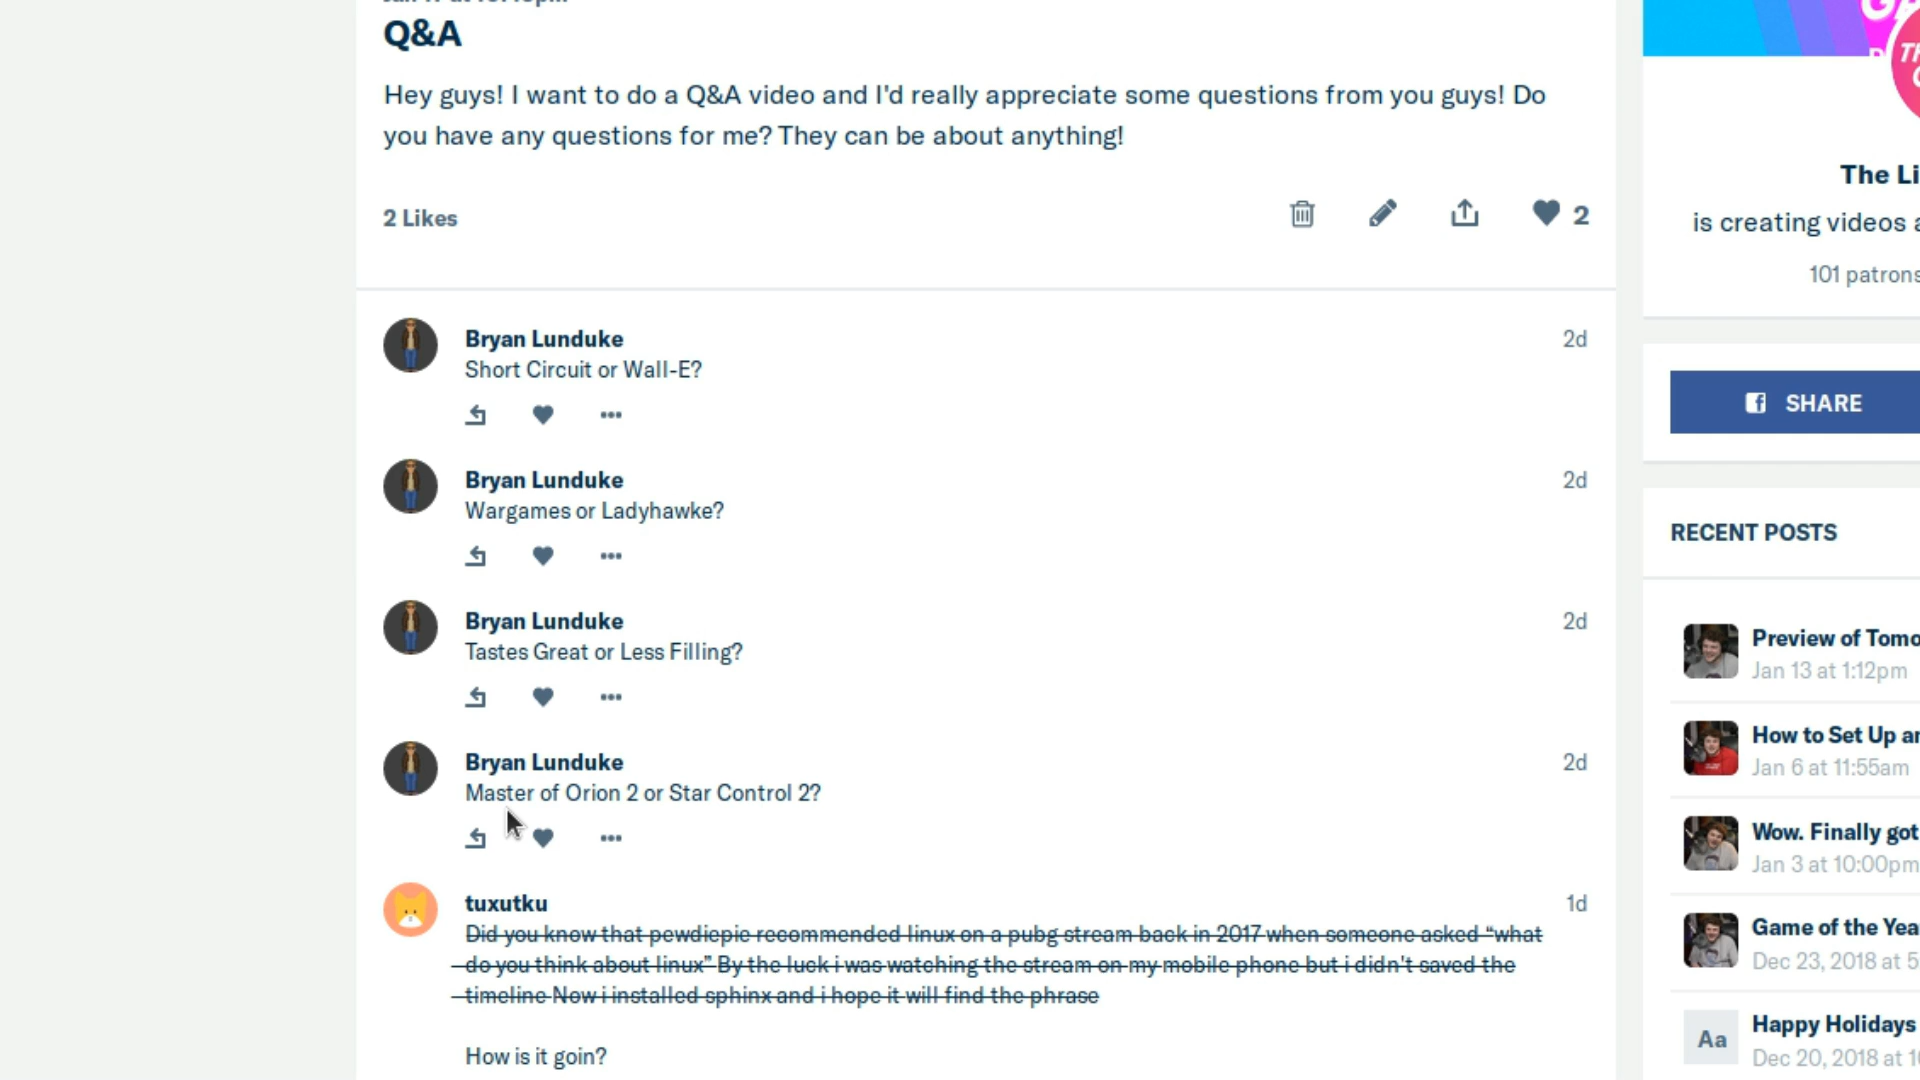 Q&A
Hey guys! I want to do a Q&A video and I'd really appreciate some questions from you guys! Do
you have any questions for me? They can be about anything!
2 Likes
2
Bryan Lunduke
2d
Short Circuit or Wall-E?
Bryan Lunduke
2d
Wargames or Ladyhawke?
Bryan Lunduke
2d
Tastes Great or Less Filling?
Bryan Lunduke
2d
Master of Orion 2 or Star Control 2?
tuxutku
1d
Did you know that pewdiepie recommended linux on a pubg stream back in 2017 when someone asked “what
do you think about linux” By the luck i was watching the stream on my mobile phone but i didn't saved the
timeline Now i installed sphinx and i hope it will find the phrase
How is it goin?
The Li
is creating videos a
101 patrons
SHARE
RECENT POSTS
Preview of Tomo
Jan 13 at 1:12pm
How to Set Up an
Jan 6 at 11:55am
Wow. Finally got
Jan 3 at 10:00pm
Game of the Yea
Dec 23, 2018 at 5
Aa
Happy Holidays
Dec 20, 2018 at 1